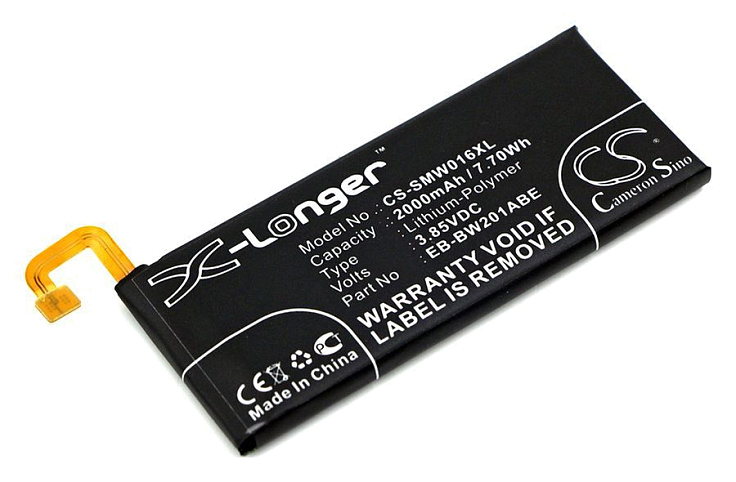 X-Longer™
Model No : CS-SMW016XL
Capacity : 2000mAh / 7.70Wh
Type : Lithium-Polymer
Volts : 3.85VDC
Part No : EB-BW201ABE
WARRANTY VOID IF
LABEL IS REMOVED
CS
Cameron Sino
CE
Made In China